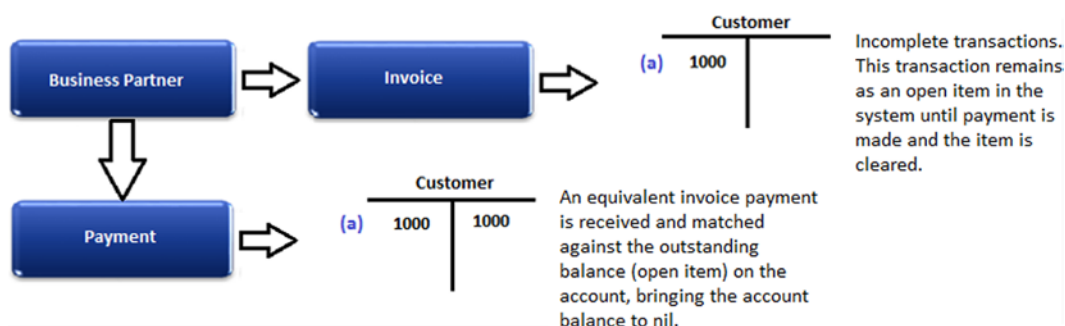 Customer
Business Partner
Invoice
(a) 1000
Incomplete transactions.
This transaction remains
as an open item in the
system until payment is
made and the item is
cleared.
Payment
Customer
(a) 1000 1000
An equivalent invoice payment
is received and matched
against the outstanding
balance (open item) on the
account, bringing the account
balance to nil.